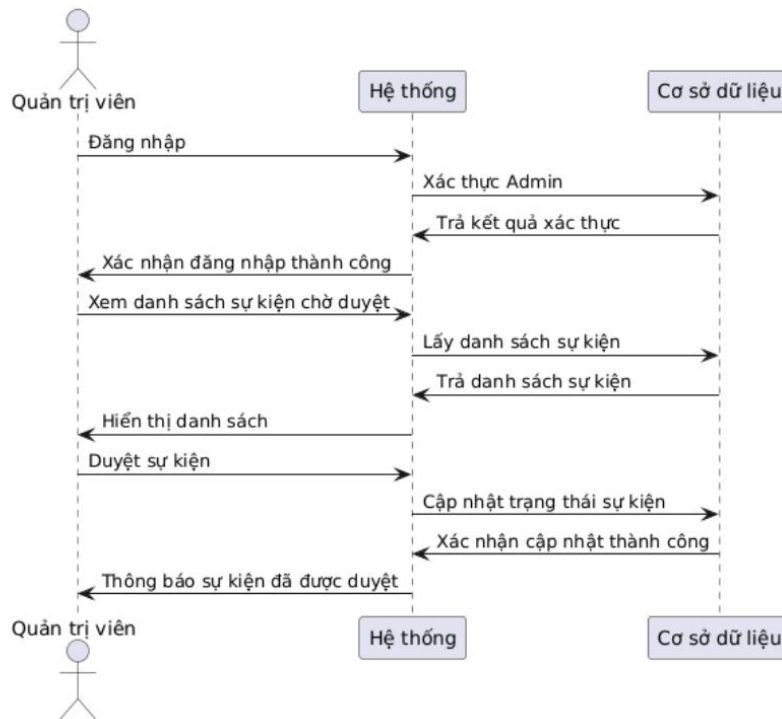 Quản trị viên
Hệ thống
Cơ sở dữ liệu
Đăng nhập
Xác thực Admin
Trả kết quả xác thực
Xác nhận đăng nhập thành công
Xem danh sách sự kiện chờ duyệt
Lấy danh sách sự kiện
Trả danh sách sự kiện
Hiển thị danh sách
Duyệt sự kiện
Cập nhật trạng thái sự kiện
Xác nhận cập nhật thành công
Thông báo sự kiện đã được duyệt
Quản trị viên
Hệ thống
Cơ sở dữ liệu